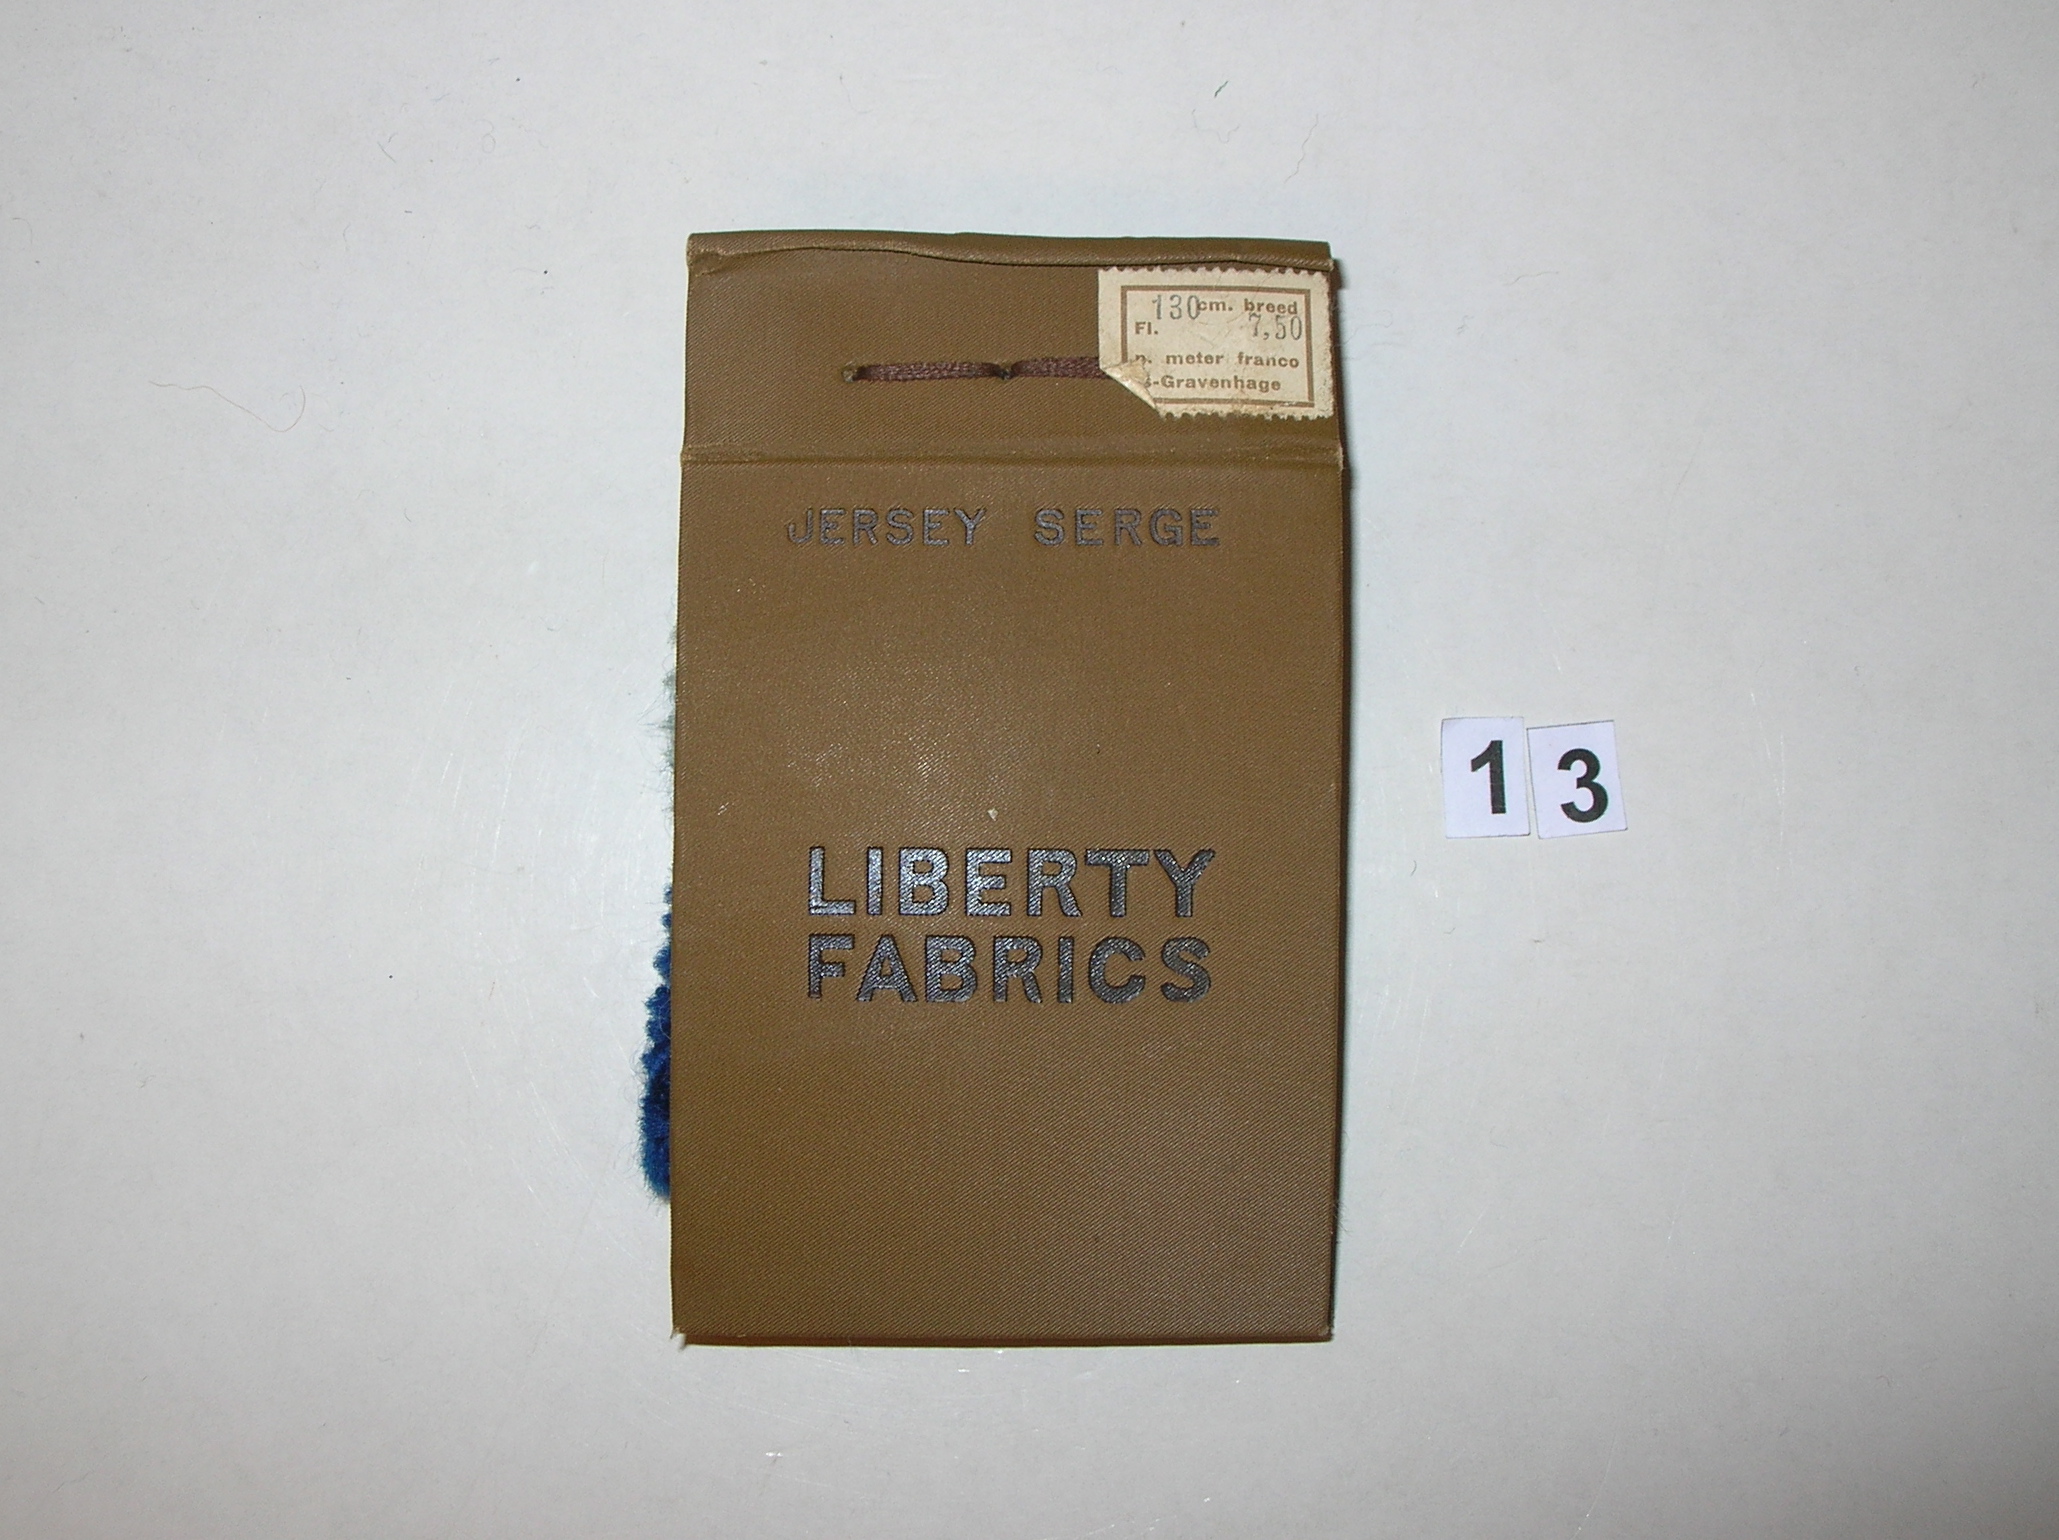 130 cm. breed
Fl. 7,50
p. meter franco
s-Gravenhage
JERSEY SERGE
LIBERTY
FABRICS
13